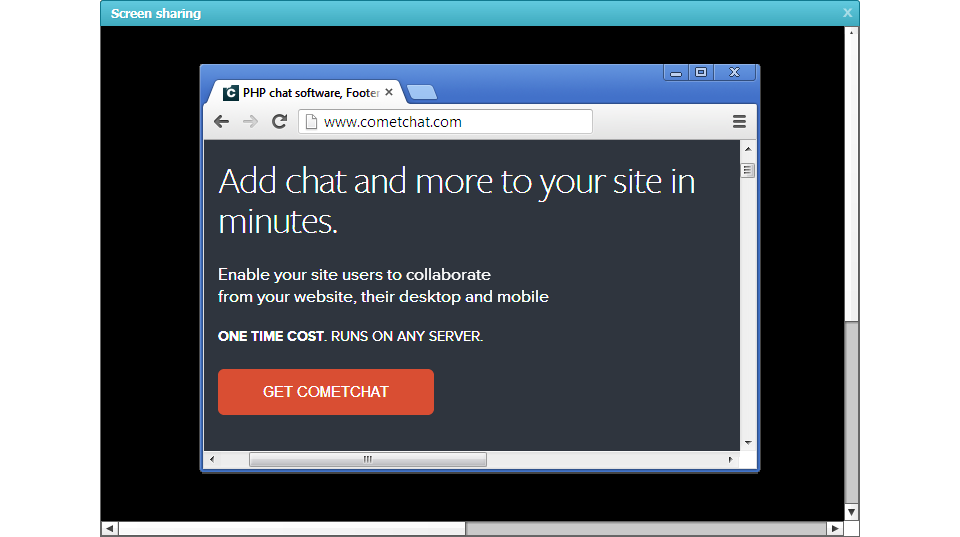 Screen sharing
PHP chat software, Footer
www.cometchat.com
Add chat and more to your site in
minutes.
Enable your site users to collaborate
from your website, their desktop and mobile
ONE TIME COST. RUNS ON ANY SERVER.
GET COMETCHAT